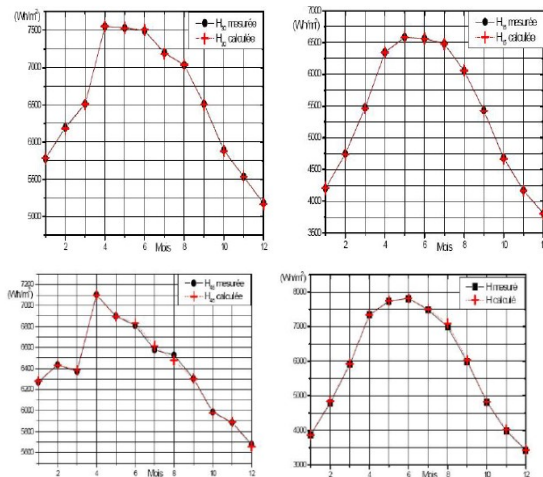 (Wh/m²)
mesurée
calculée
7500
6500
5500
5000
2 4 6 8 10 12
Mois
(Wh/m²)
mesurée
calculée
7000
6500
6000
5500
5000
4500
4000
3500
2 4 6 8 10 12
Mois
(Wh/m²)
mesurée
calculée
7200
7000
6800
6600
6400
6200
6000
5800
5600
2 4 6 8 10 12
Mois
(Wh/m²)
H mesuré
H calculé
8000
7000
6000
5000
4000
3000
2 4 6 8 10 12
Mois